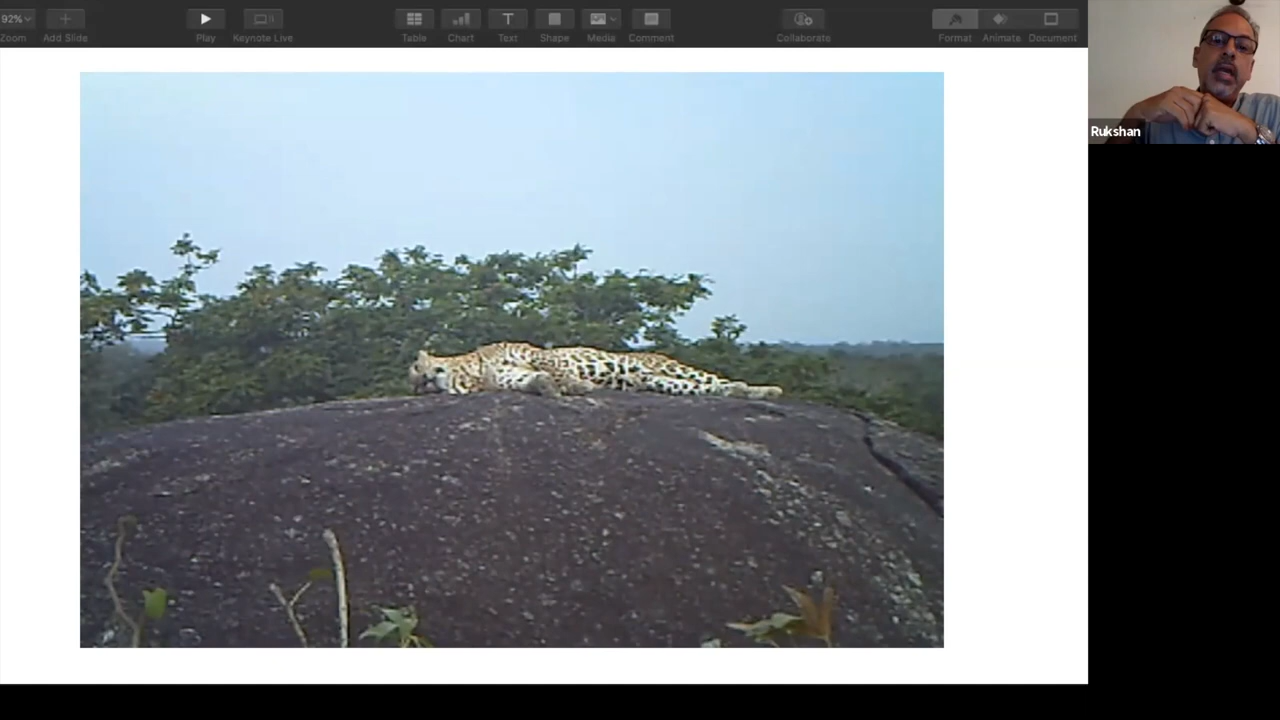 92%
Zoom Add Slide Play Keynote Live Table Chart Text Shape Media Comment Collaborate Format Animate Document
Rukshan